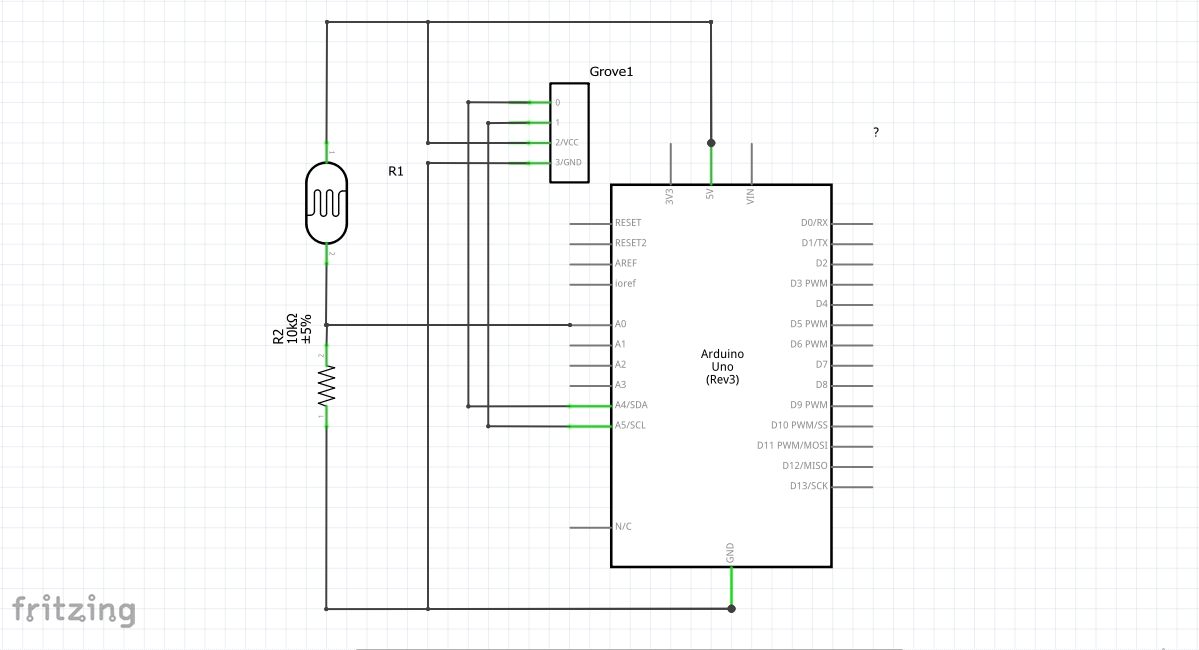 Grove1
0
1
2/VCC
3/GND
?
R1
1
2
3V3
5V
VIN
RESET
RESET2
AREF
ioref
A0
A1
A2
A3
A4/SDA
A5/SCL
N/C
D0/RX
D1/TX
D2
D3 PWM
D4
D5 PWM
D6 PWM
D7
D8
D9 PWM
D10 PWM/SS
D11 PWM/MOSI
D12/MISO
D13/SCK
Arduino
Uno
(Rev3)
R2
10kΩ
±5%
2
1
GND
fritzing